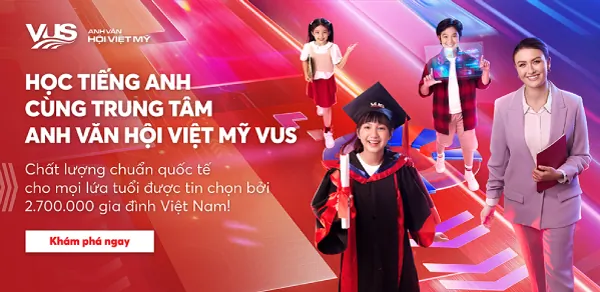 VUS
ANH VĂN
HỘI VIỆT MỸ
HỌC TIẾNG ANH
CÙNG TRUNG TÂM
ANH VĂN HỘI VIỆT MỸ VUS
Chất lượng chuẩn quốc tế
cho mọi lứa tuổi được tin chọn bởi
2.700.000 gia đình Việt Nam!
Khám phá ngay
VUS